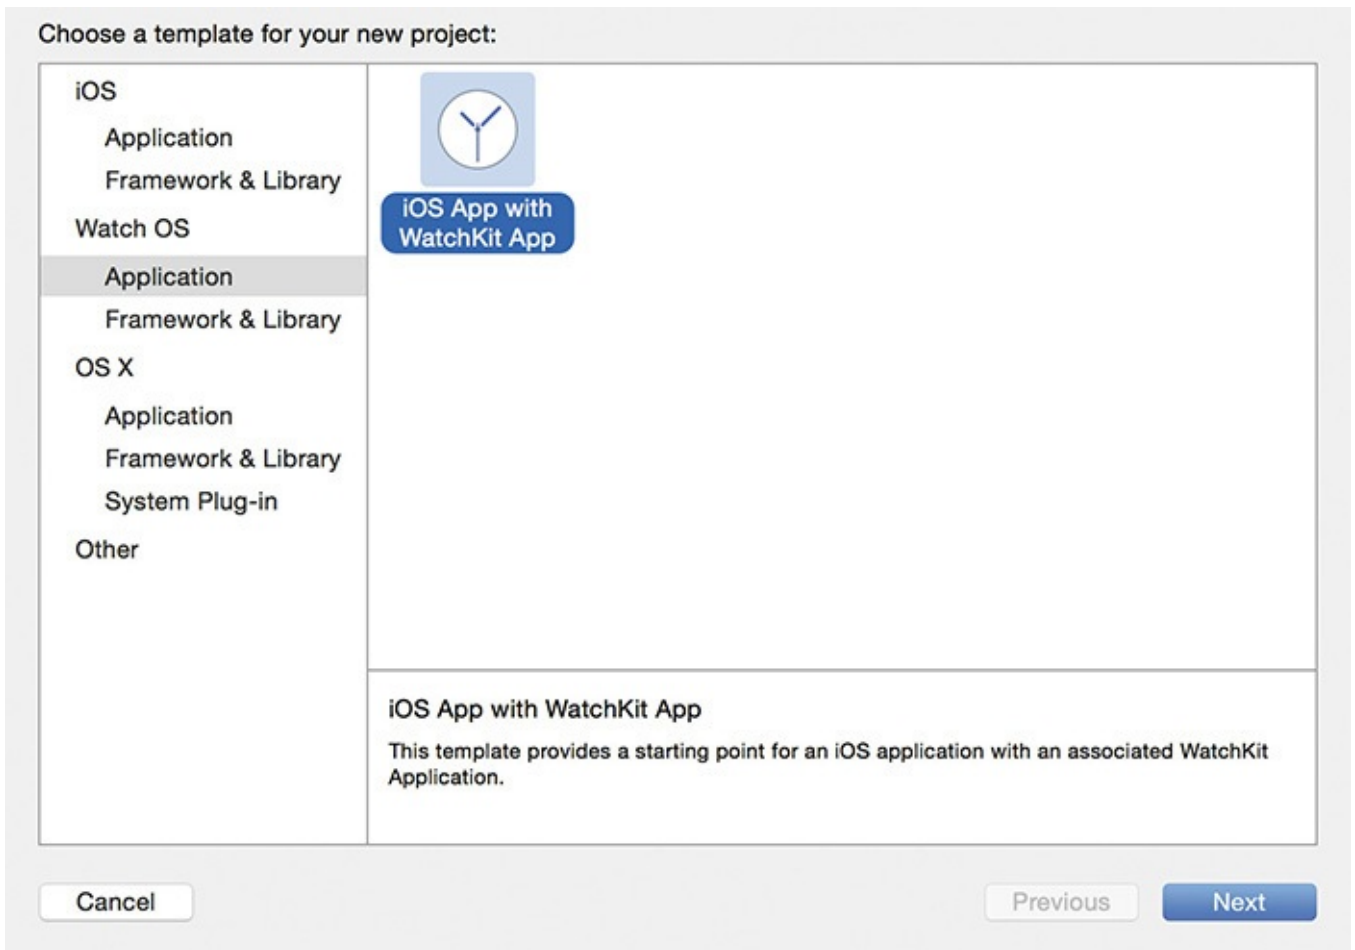 Choose a template for your new project:
iOS
Application
Framework & Library
Watch OS
Application
Framework & Library
OS X
Application
Framework & Library
System Plug-in
Other
iOS App with
WatchKit App
iOS App with WatchKit App
This template provides a starting point for an iOS application with an associated WatchKit
Application.
Cancel
Previous
Next